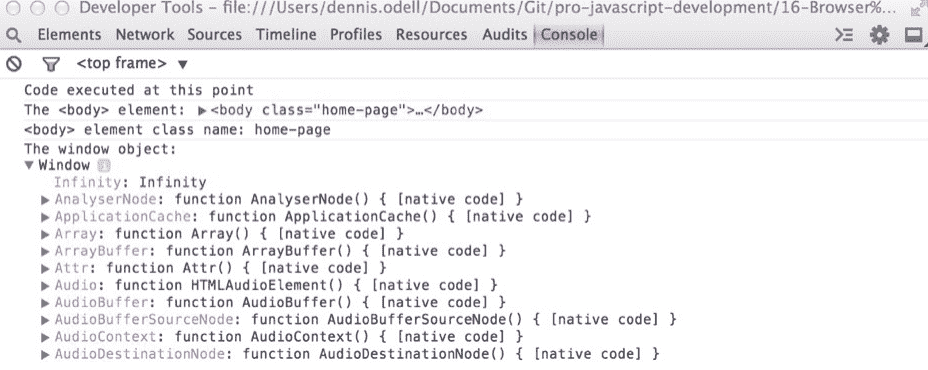 Developer Tools - file:///Users/dennis.odell/Documents/Git/pro-javascript-development/16-Browser%...
Elements Network Sources Timeline Profiles Resources Audits Console
<top frame> ▼
Code executed at this point
The <body> element: ▶<body class="home-page">…</body>
<body> element class name: home-page
The window object:
▼Window i
Infinity: Infinity
▶AnalyserNode: function AnalyserNode() { [native code] }
▶ApplicationCache: function ApplicationCache() { [native code] }
▶Array: function Array() { [native code] }
▶ArrayBuffer: function ArrayBuffer() { [native code] }
▶Attr: function Attr() { [native code] }
▶Audio: function HTMLAudioElement() { [native code] }
▶AudioBuffer: function AudioBuffer() { [native code] }
▶AudioBufferSourceNode: function AudioBufferSourceNode() { [native code] }
▶AudioContext: function AudioContext() { [native code] }
▶AudioDestinationNode: function AudioDestinationNode() { [native code] }